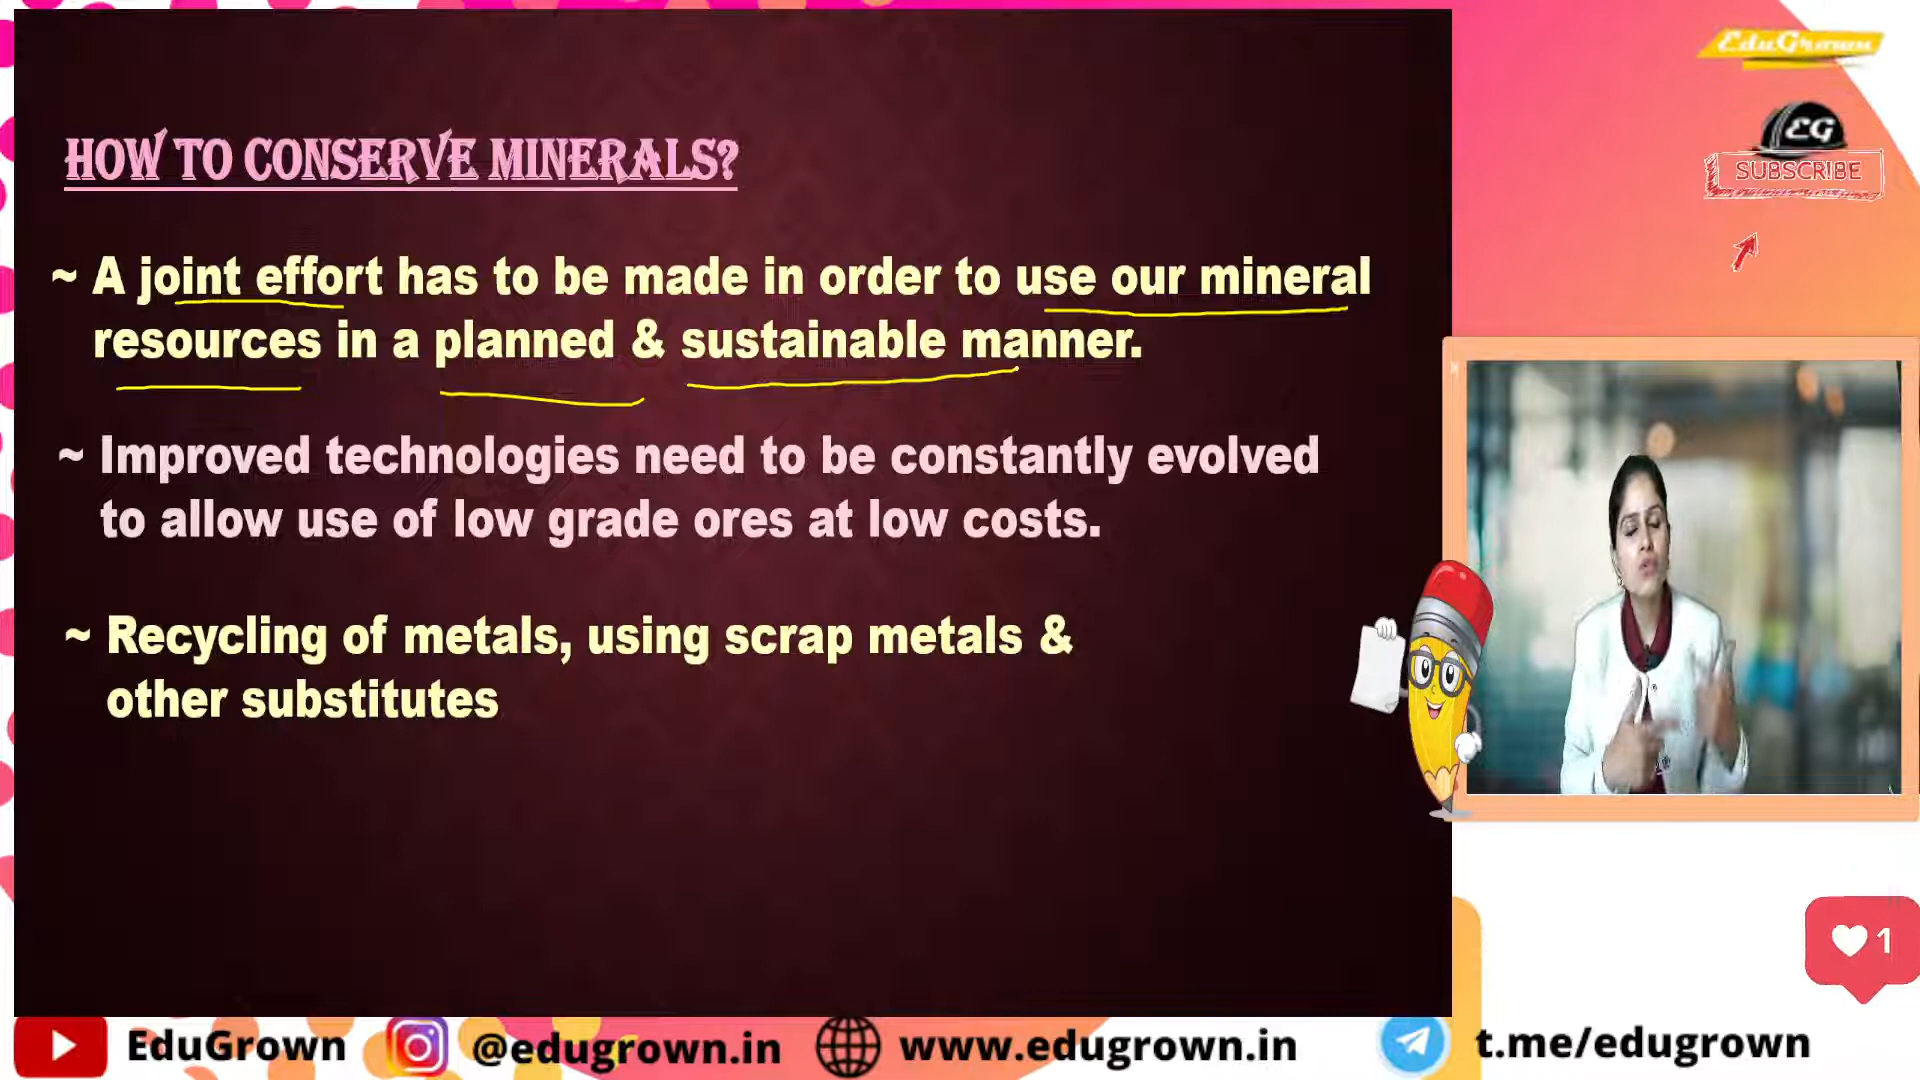 EduGrown
EG
SUBSCRIBE
HOW TO CONSERVE MINERALS?
~ A joint effort has to be made in order to use our mineral
resources in a planned & sustainable manner.
~ Improved technologies need to be constantly evolved
to allow use of low grade ores at low costs.
~ Recycling of metals, using scrap metals &
other substitutes
1
EduGrown
@edugrown.in
www.edugrown.in
t.me/edugrown